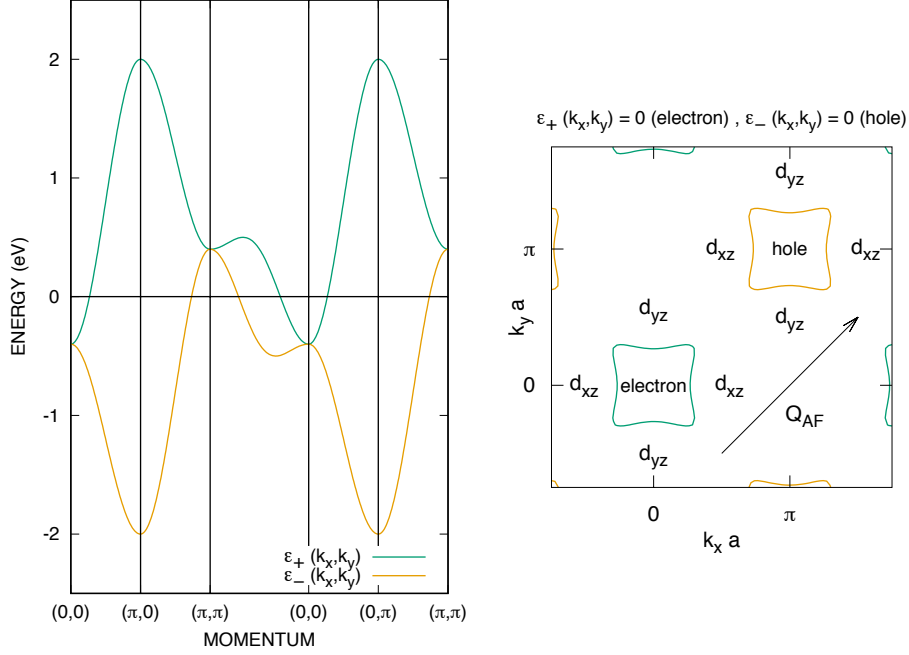 2
1
0
-1
-2
ENERGY (eV)
ε+ (kx,ky)
ε− (kx,ky)
(0,0)
(π,0)
(π,π)
(0,0)
(0,π)
(π,π)
MOMENTUM
ε+ (kx,ky) = 0 (electron) , ε− (kx,ky) = 0 (hole)
dyz
π
dxz
hole
dxz
dyz
dyz
ky a
0
dxz
electron
dxz
QAF
dyz
0
π
kx a